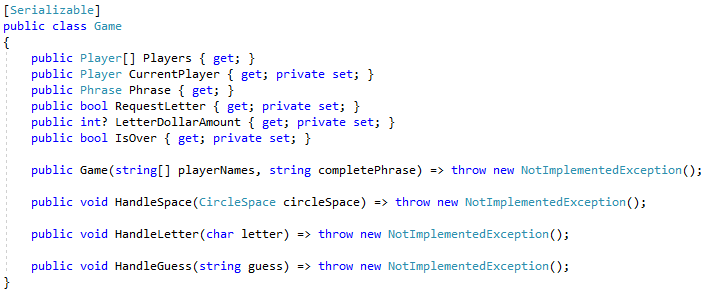 [Serializable]
public class Game
{
    public Player[] Players { get; }
    public Player CurrentPlayer { get; private set; }
    public Phrase Phrase { get; }
    public bool RequestLetter { get; private set; }
    public int? LetterDollarAmount { get; private set; }
    public bool IsOver { get; private set; }

    public Game(string[] playerNames, string completePhrase) => throw new NotImplementedException();

    public void HandleSpace(CircleSpace circleSpace) => throw new NotImplementedException();

    public void HandleLetter(char letter) => throw new NotImplementedException();

    public void HandleGuess(string guess) => throw new NotImplementedException();
}